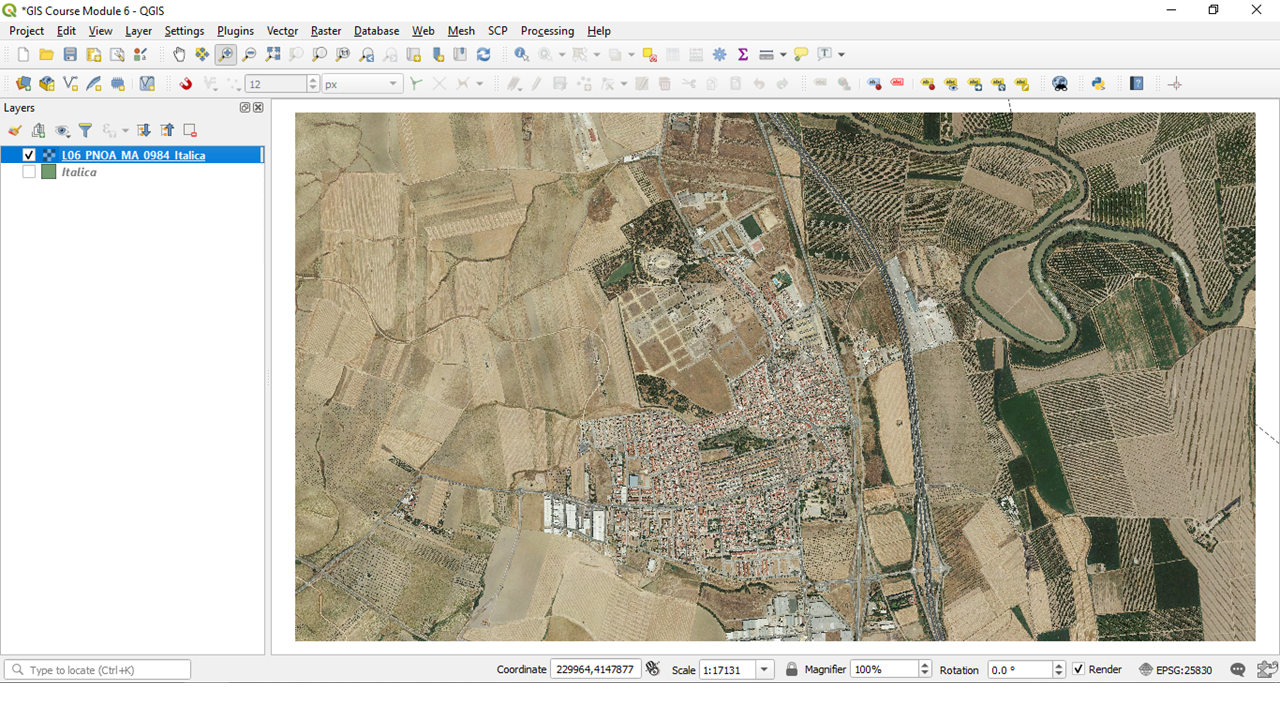 *GIS Course Module 6 - QGIS
Project Edit View Layer Settings Plugins Vector Raster Database Web Mesh SCP Processing Help
12 px
Layers
L06_PNOA_MA_0984_Italica
Italica
Type to locate (Ctrl+K) Coordinate 229964,4147877 Scale 1:17131 Magnifier 100% Rotation 0.0 ° Render EPSG:25830